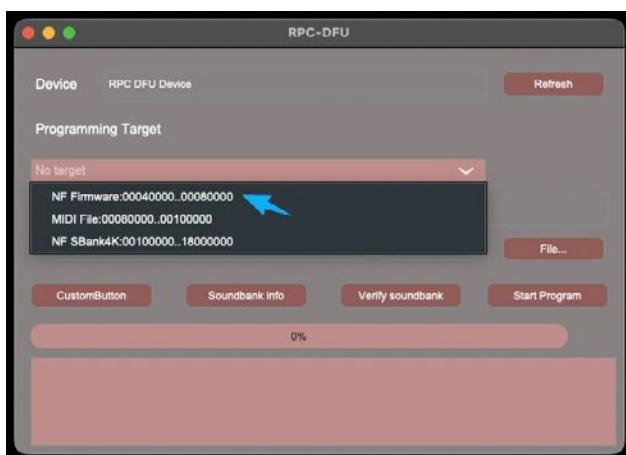 RPC-DFU
Device RPC DFU Device Refresh
Programming Target
No target
NF Firmware:00040000..00080000
MIDI File:00080000..00100000
NF SBank4K:00100000..18000000
File...
CustomButton Soundbank info Verify soundbank Start Program
0%